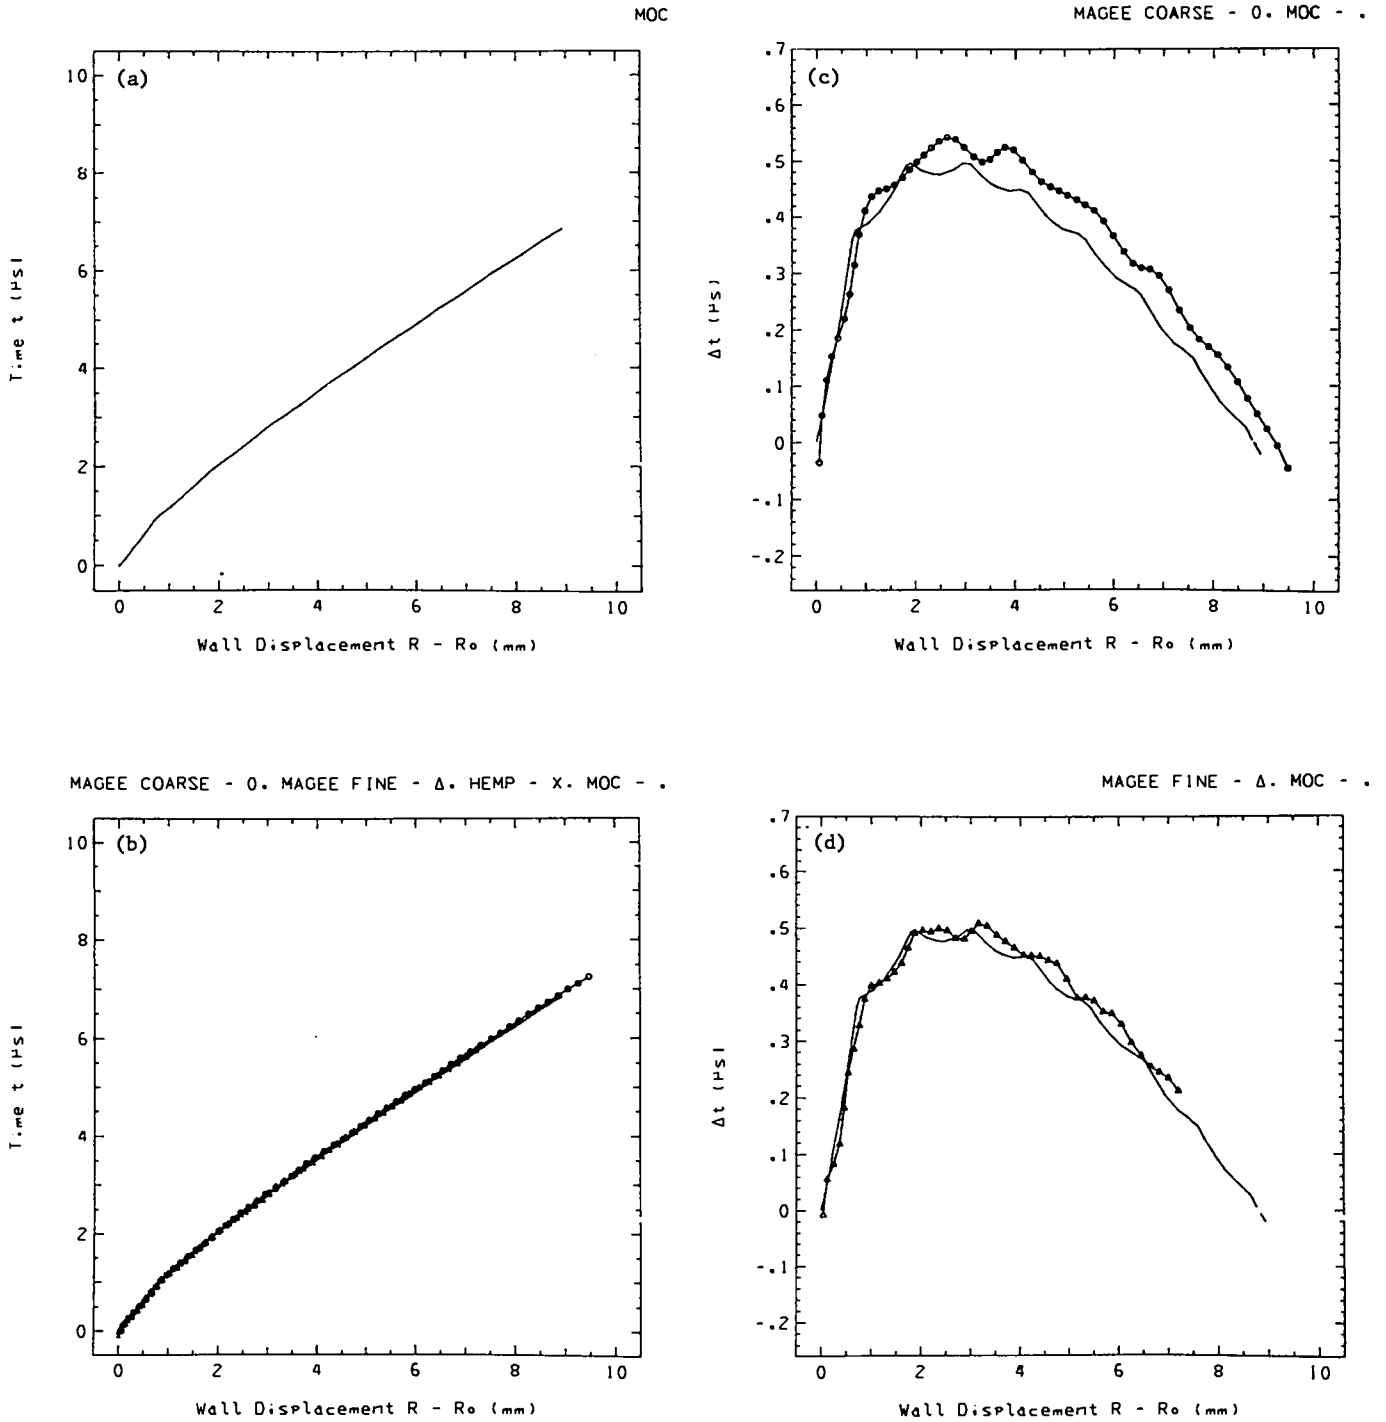 MOC
(a)
10
8
6
4
2
0
Time t (μs)
0 2 4 6 8 10
Wall Displacement R - Ro (mm)
MAGEE COARSE - O. MOC - .
(c)
.7
.6
.5
.4
.3
.2
.1
0
-.1
-.2
Δt (μs)
0 2 4 6 8 10
Wall Displacement R - Ro (mm)
MAGEE COARSE - O. MAGEE FINE - Δ. HEMP - X. MOC - .
(b)
10
8
6
4
2
0
Time t (μs)
0 2 4 6 8 10
Wall Displacement R - Ro (mm)
MAGEE FINE - Δ. MOC - .
(d)
.7
.6
.5
.4
.3
.2
.1
0
-.1
-.2
Δt (μs)
0 2 4 6 8 10
Wall Displacement R - Ro (mm)